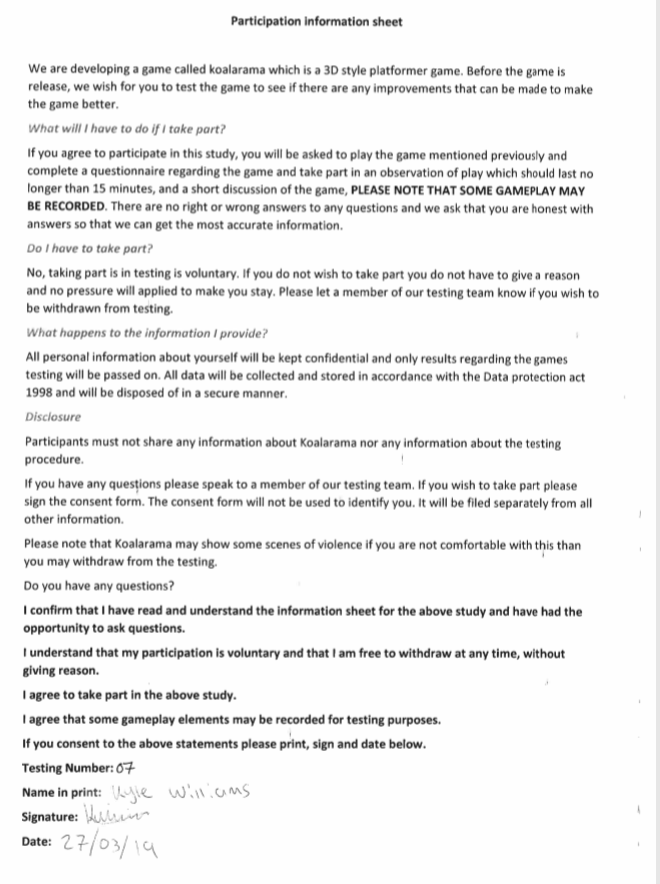 Participation information sheet
We are developing a game called koalarama which is a 3D style platformer game. Before the game is
release, we wish for you to test the game to see if there are any improvements that can be made to make
the game better.
What will I have to do if I take part?
If you agree to participate in this study, you will be asked to play the game mentioned previously and
complete a questionnaire regarding the game and take part in an observation of play which should last no
longer than 15 minutes, and a short discussion of the game, PLEASE NOTE THAT SOME GAMEPLAY MAY
BE RECORDED. There are no right or wrong answers to any questions and we ask that you are honest with
answers so that we can get the most accurate information.
Do I have to take part?
No, taking part is in testing is voluntary. If you do not wish to take part you do not have to give a reason
and no pressure will applied to make you stay. Please let a member of our testing team know if you wish to
be withdrawn from testing.
What happens to the information I provide?
All personal information about yourself will be kept confidential and only results regarding the games
testing will be passed on. All data will be collected and stored in accordance with the Data protection act
1998 and will be disposed of in a secure manner.
Disclosure
Participants must not share any information about Koalarama nor any information about the testing
procedure.
If you have any questions please speak to a member of our testing team. If you wish to take part please
sign the consent form. The consent form will not be used to identify you. It will be filed separately from all
other information.
Please note that Koalarama may show some scenes of violence if you are not comfortable with this than
you may withdraw from the testing.
Do you have any questions?
I confirm that I have read and understand the information sheet for the above study and have had the
opportunity to ask questions.
I understand that my participation is voluntary and that I am free to withdraw at any time, without
giving reason.
I agree to take part in the above study.
I agree that some gameplay elements may be recorded for testing purposes.
If you consent to the above statements please print, sign and date below.
Testing Number: 07
Name in print: Kyle Williams
Signature:
Date: 27/03/19